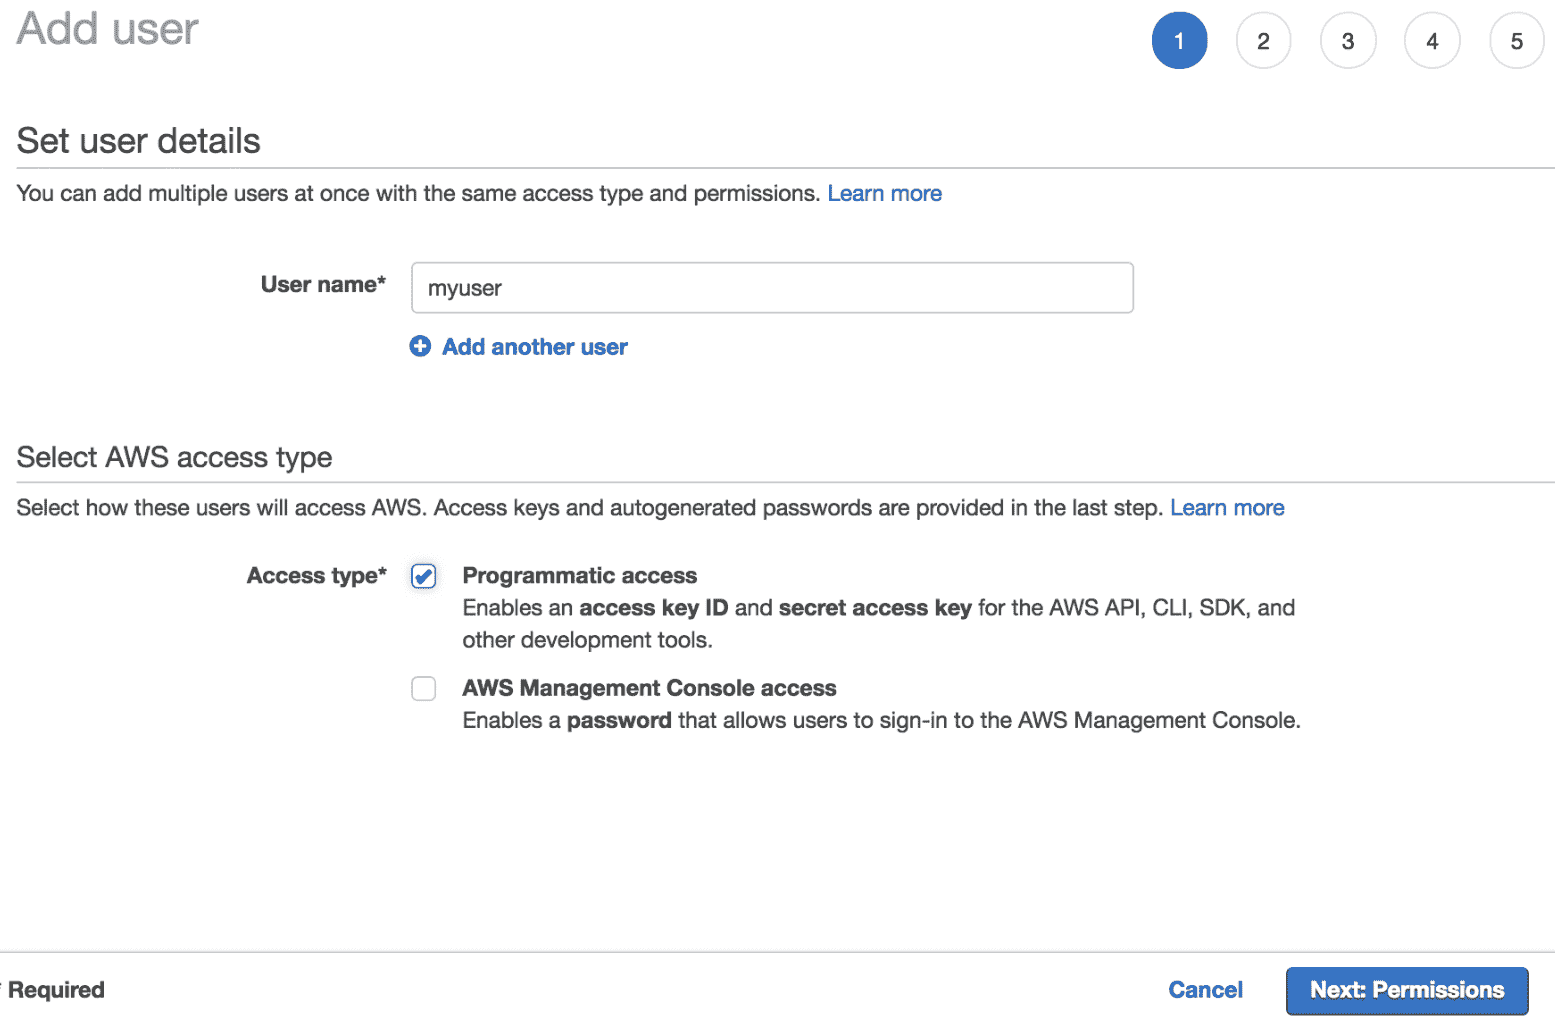 Add user
1 2 3 4 5
Set user details
You can add multiple users at once with the same access type and permissions. Learn more
User name* myuser
Add another user
Select AWS access type
Select how these users will access AWS. Access keys and autogenerated passwords are provided in the last step. Learn more
Access type* Programmatic access
Enables an access key ID and secret access key for the AWS API, CLI, SDK, and
other development tools.
AWS Management Console access
Enables a password that allows users to sign-in to the AWS Management Console.
* Required Cancel Next: Permissions